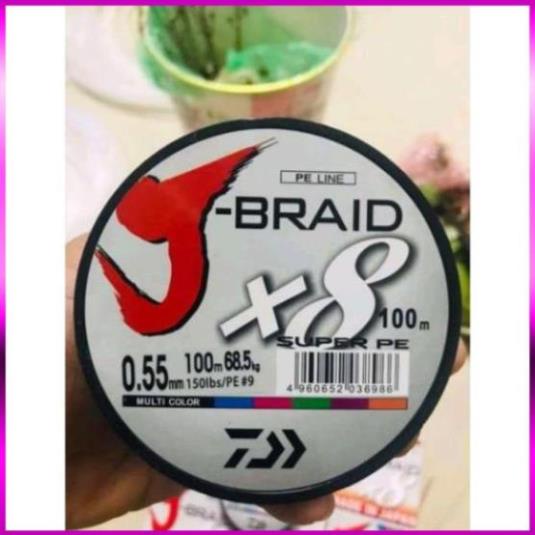 PE LINE
J-BRAID
x8
100m
SUPER PE
0.55mm 100m 68.5kg
150lbs/PE #9
4 960652 036986
MULTI COLOR
J-BRAID